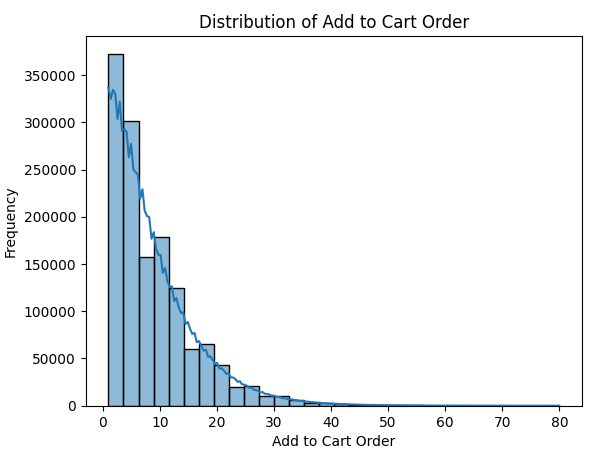 Distribution of Add to Cart Order
350000
300000
250000
200000
150000
100000
50000
0
Frequency
0 10 20 30 40 50 60 70 80
Add to Cart Order